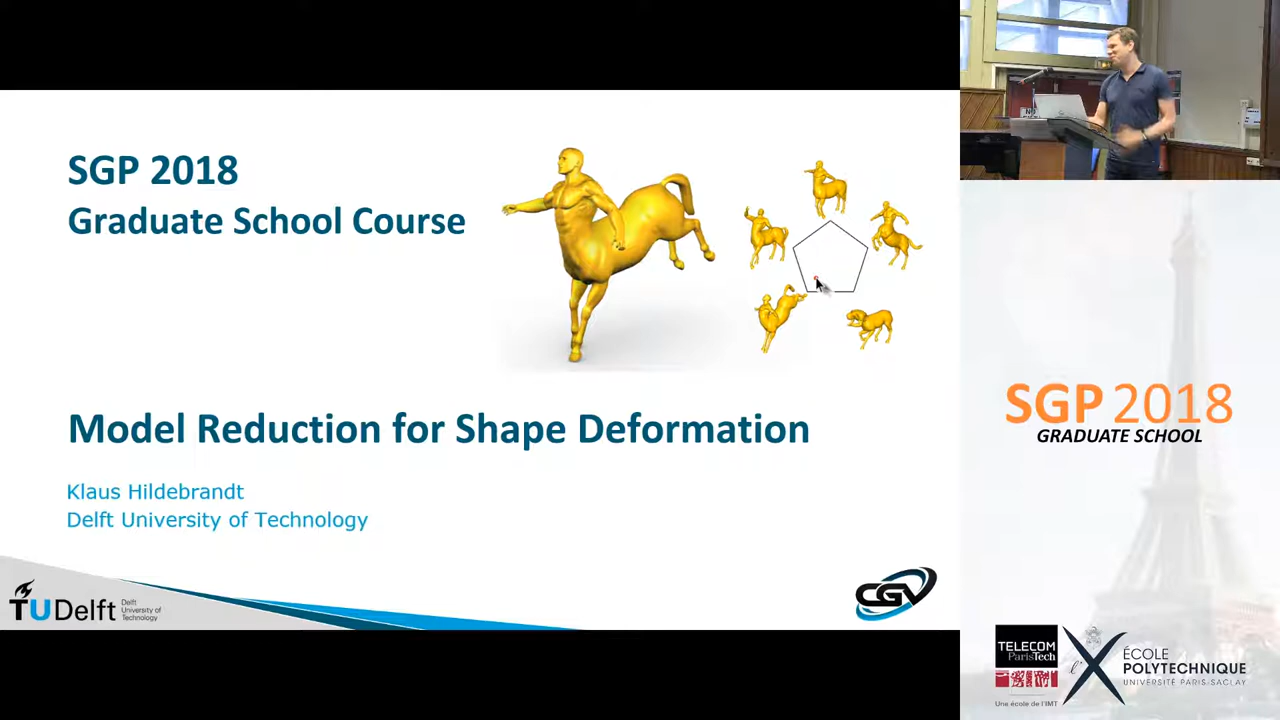 SGP 2018
Graduate School Course
Model Reduction for Shape Deformation
Klaus Hildebrandt
Delft University of Technology
TUDelft
Delft
University of
Technology
CGV
SGP 2018
GRADUATE SCHOOL
TELECOM
ParisTech
Une école de l'IMT
l'X
ÉCOLE
POLYTECHNIQUE
UNIVERSITÉ PARIS-SACLAY